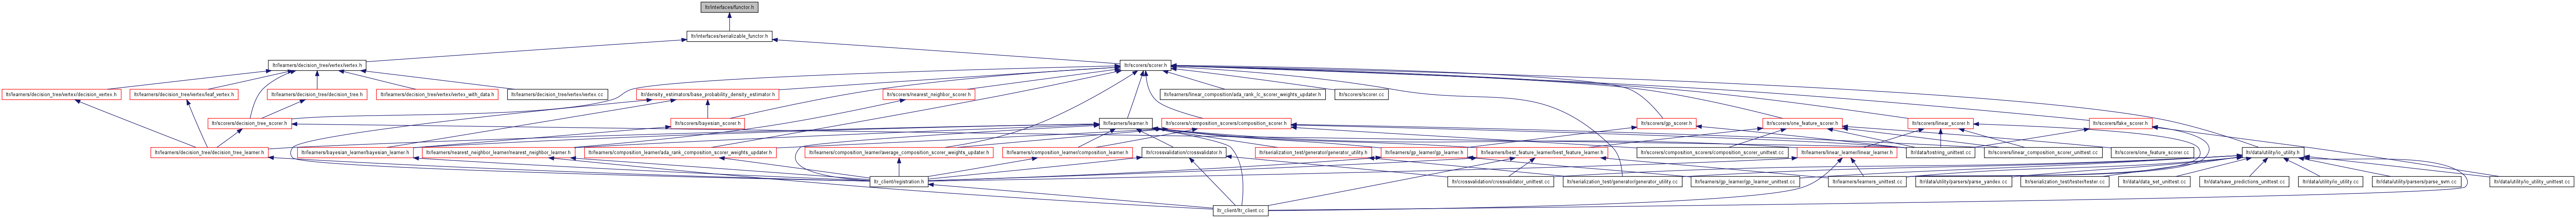 ltr/interfaces/functor.h
ltr/interfaces/serializable_functor.h
ltr/learners/decision_tree/vertex/vertex.h
ltr/scorers/scorer.h
ltr/learners/decision_tree/vertex/decision_vertex.h
ltr/learners/decision_tree/vertex/leaf_vertex.h
ltr/learners/decision_tree/decision_tree.h
ltr/learners/decision_tree/vertex/vertex_with_data.h
ltr/learners/decision_tree/vertex/vertex.cc
ltr/density_estimators/base_probability_density_estimator.h
ltr/scorers/nearest_neighbor_scorer.h
ltr/learners/linear_composition/ada_rank_lc_scorer_weights_updater.h
ltr/scorers/scorer.cc
ltr/scorers/decision_tree_scorer.h
ltr/scorers/bayesian_scorer.h
ltr/learners/learner.h
ltr/scorers/composition_scorers/composition_scorer.h
ltr/scorers/gp_scorer.h
ltr/scorers/one_feature_scorer.h
ltr/scorers/linear_scorer.h
ltr/scorers/fake_scorer.h
ltr/learners/decision_tree/decision_tree_learner.h
ltr/learners/bayesian_learner/bayesian_learner.h
ltr/learners/nearest_neighbor_learner/nearest_neighbor_learner.h
ltr/learners/composition_learner/ada_rank_composition_scorer_weights_updater.h
ltr/learners/composition_learner/average_composition_scorer_weights_updater.h
ltr/learners/composition_learner/composition_learner.h
ltr/crossvalidation/crossvalidator.h
ltr/serialization_test/generator/generator_utility.h
ltr/learners/gp_learner/gp_learner.h
ltr/learners/best_feature_learner/best_feature_learner.h
ltr/scorers/composition_scorers/composition_scorer_unittest.cc
ltr/learners/linear_learner/linear_learner.h
ltr/data/testing_unittest.cc
ltr/scorers/linear_composition_scorer_unittest.cc
ltr/scorers/one_feature_scorer.cc
ltr/data/utility/io_utility.h
ltr_client/registration.h
ltr/crossvalidation/crossvalidator_unittest.cc
ltr/serialization_test/generator/generator_utility.cc
ltr/learners/gp_learner/gp_learner_unittest.cc
ltr/learners/learners_unittest.cc
ltr/data/utility/parsers/parse_yandex.cc
ltr/serialization_test/tester/tester.cc
ltr/data/data_set_unittest.cc
ltr/data/save_predictions_unittest.cc
ltr/data/utility/io_utility.cc
ltr/data/utility/parsers/parse_svm.cc
ltr/data/utility/io_utility_unittest.cc
ltr_client/ltr_client.cc